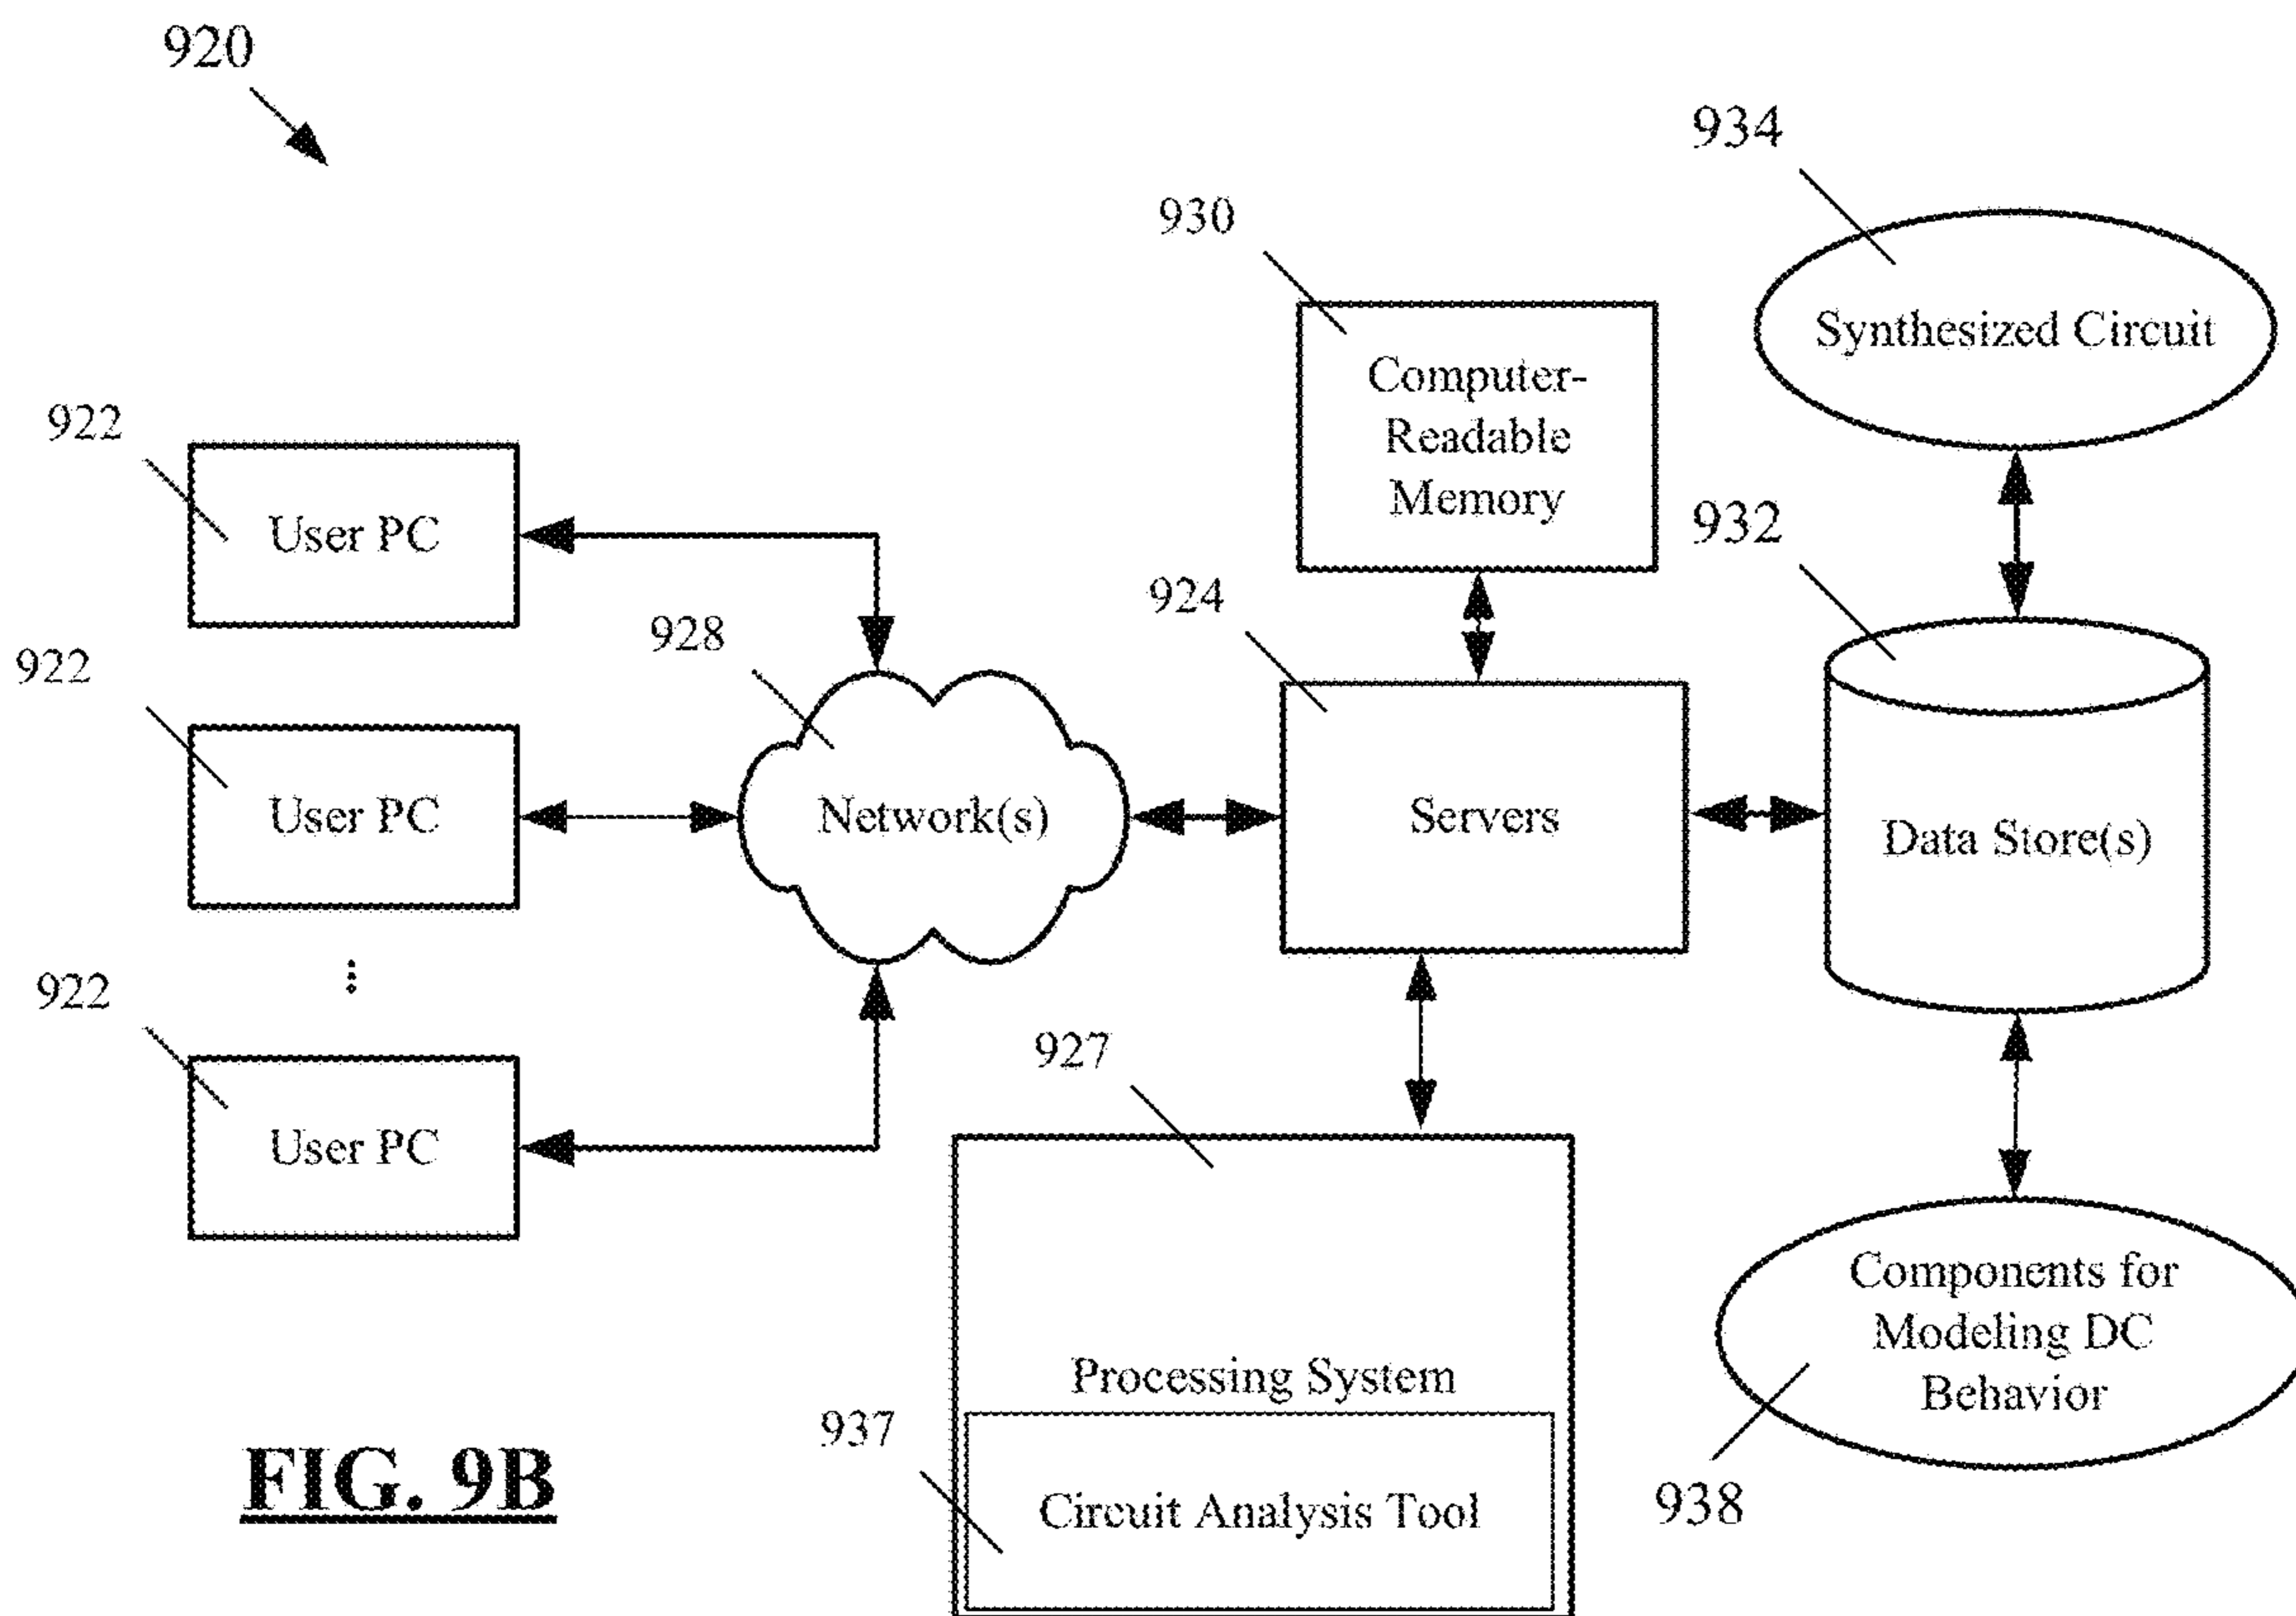 920
934
930
Synthesized Circuit
Computer-
Readable
Memory
922
User PC
932
924
928
922
User PC
Network(s)
Servers
Data Store(s)
922
⋮
927
User PC
Components for
Modeling DC
Behavior
Processing System
937
Circuit Analysis Tool
938
FIG. 9B